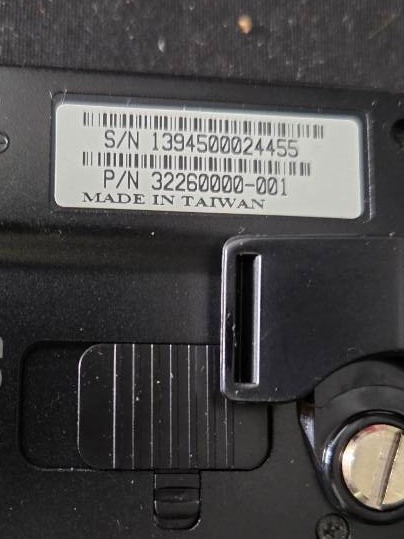 S/N 1394500024455
P/N 32260000-001
MADE IN TAIWAN